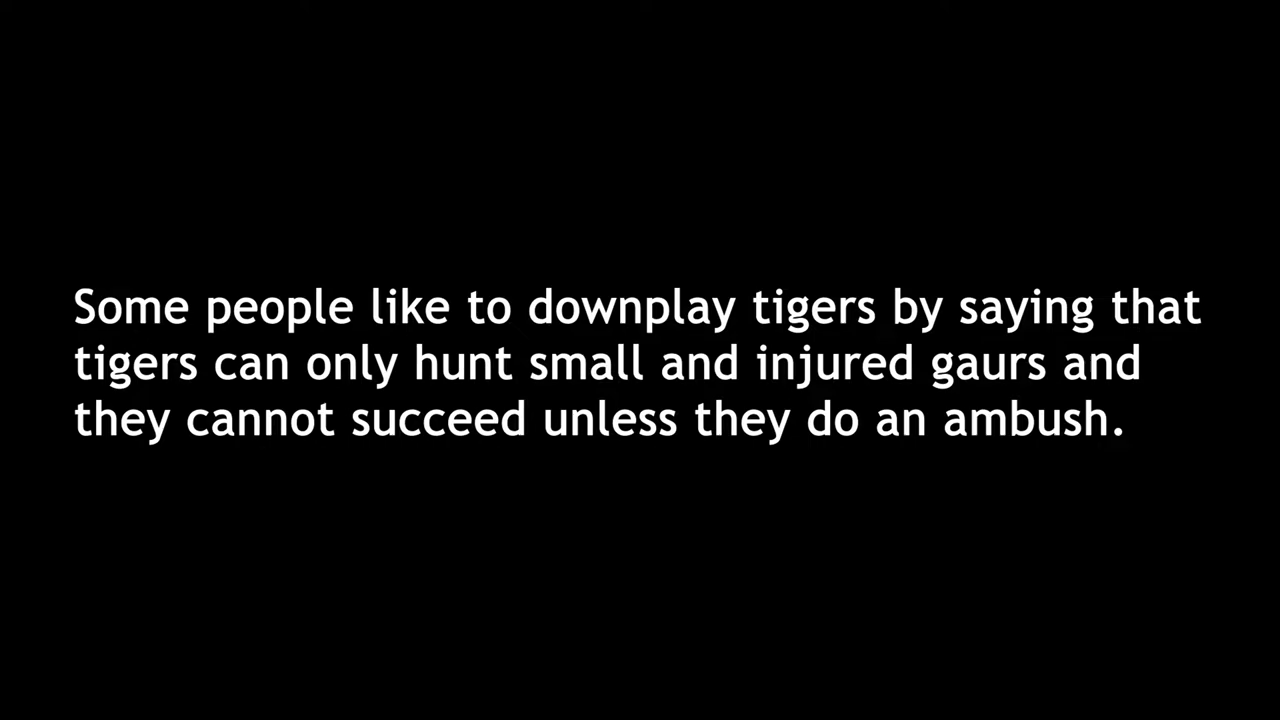 Some people like to downplay tigers by saying that
tigers can only hunt small and injured gaurs and
they cannot succeed unless they do an ambush.